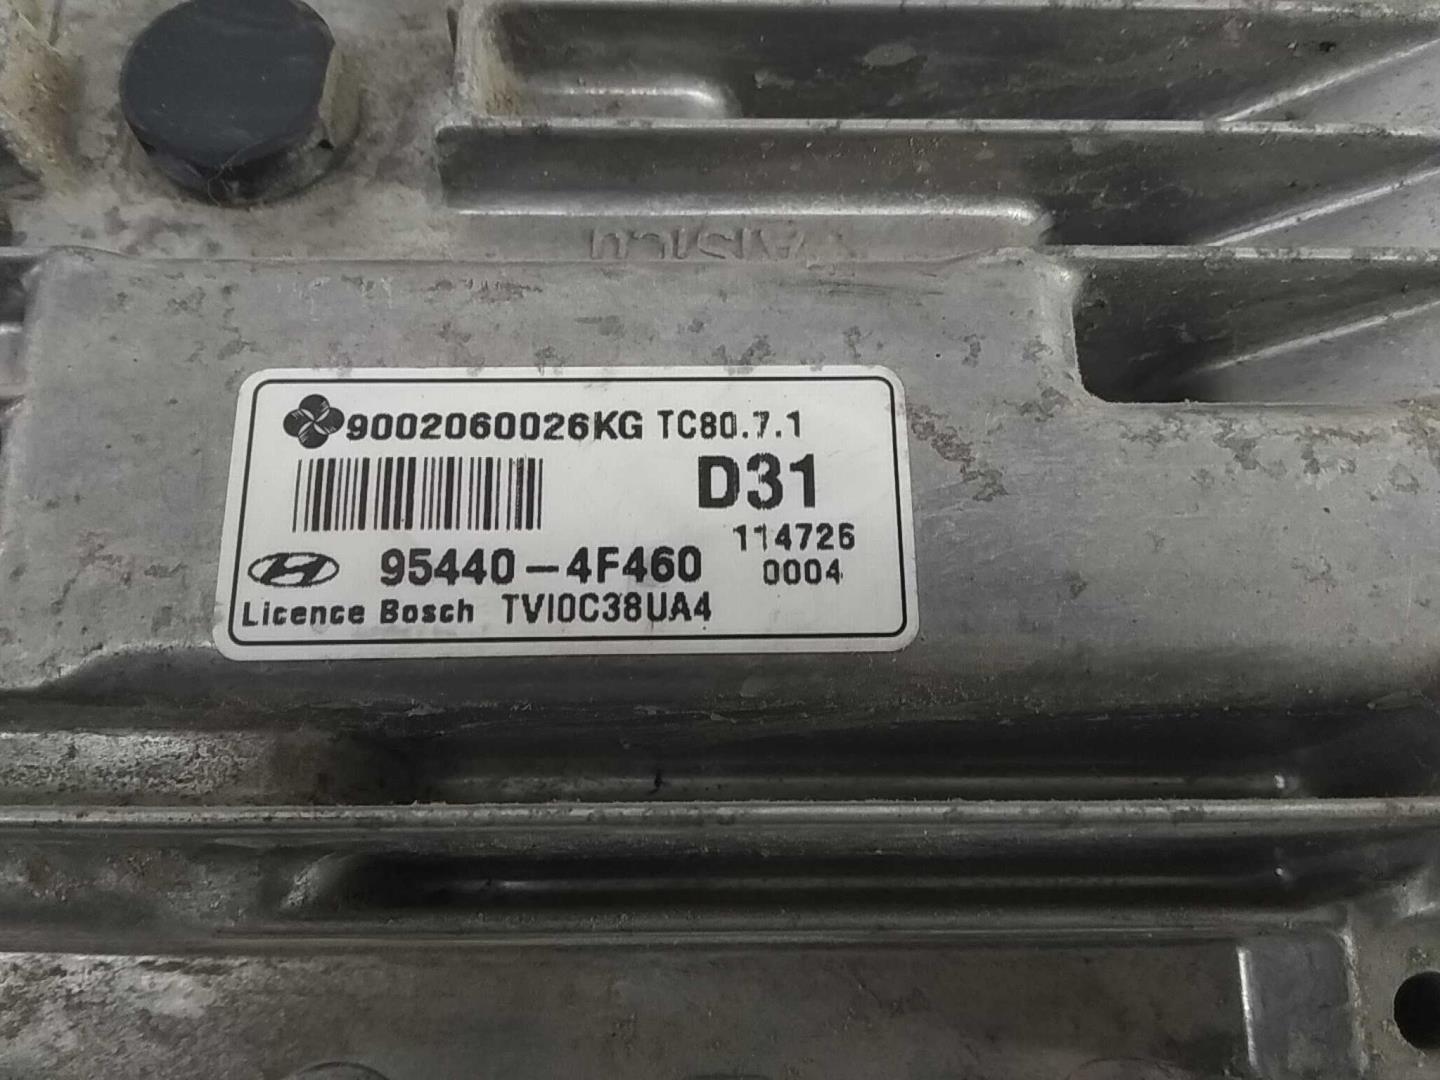 9002060026KG TC80.7.1
D31
114726
95440-4F460 0004
Licence Bosch TVI0C38UA4